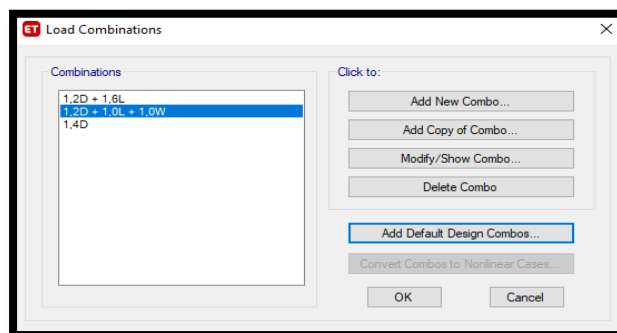 ET Load Combinations
Combinations
1,2D + 1,6L
1,2D + 1,0L + 1,0W
1,4D
Click to:
Add New Combo...
Add Copy of Combo...
Modify/Show Combo...
Delete Combo
Add Default Design Combos...
Convert Combos to Nonlinear Cases...
OK
Cancel